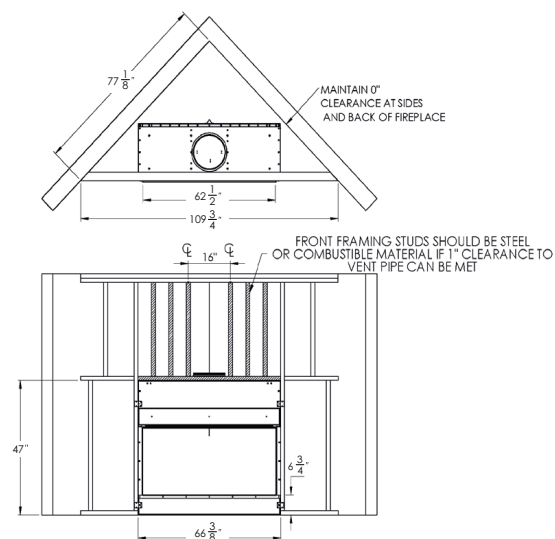 77 1/8"
MAINTAIN 0"
CLEARANCE AT SIDES
AND BACK OF FIREPLACE
62 1/2"
109 3/4"
FRONT FRAMING STUDS SHOULD BE STEEL
OR COMBUSTIBLE MATERIAL IF 1" CLEARANCE TO
VENT PIPE CAN BE MET
℄ ℄
16"
47"
6 3/4"
66 3/8"